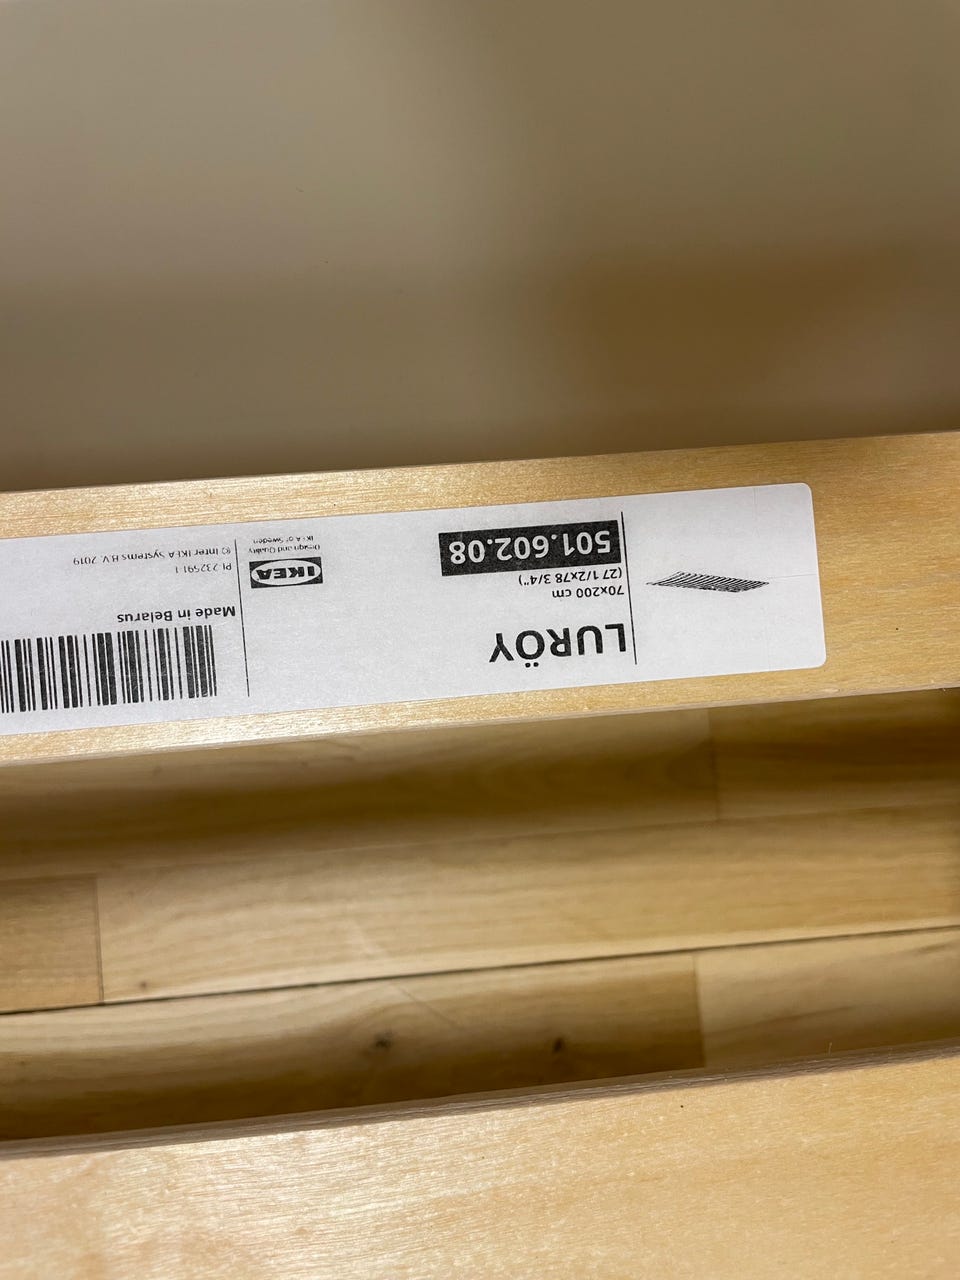 LURÖY
70x200 cm
(27 1/2x78 3/4")
501.602.08
IKEA
Design and Quality
IKEA of Sweden
Made in Belarus
PI 232591 1
© Inter IKEA Systems B.V. 2019